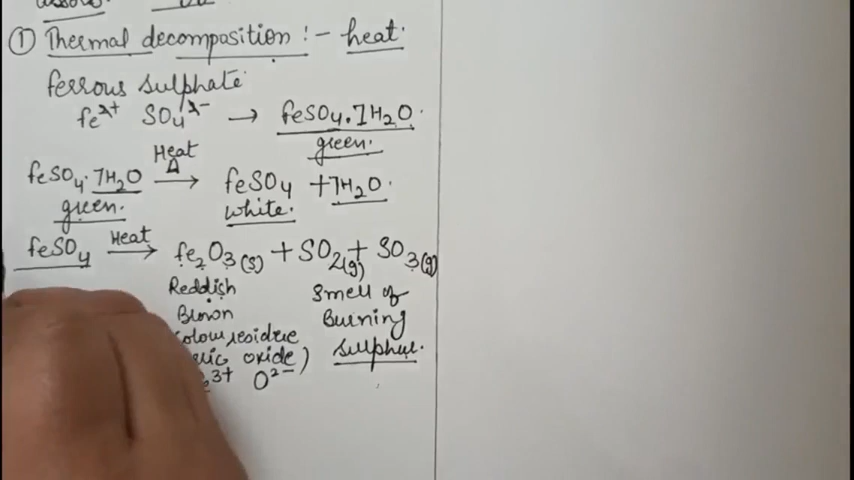 ① Thermal decomposition :- heat.
ferrous sulphate
fe²⁺ SO₄²⁻ → feSO₄.7H₂O.
green.
feSO₄.7H₂O Heat Δ → feSO₄ + 7H₂O.
green. white.
feSO₄ Heat → fe₂O₃(s) + SO₂(g) + SO₃(g)
Reddish Smell of
Brown Burning
colour residue sulphur.
oxide)
³⁺ O²⁻